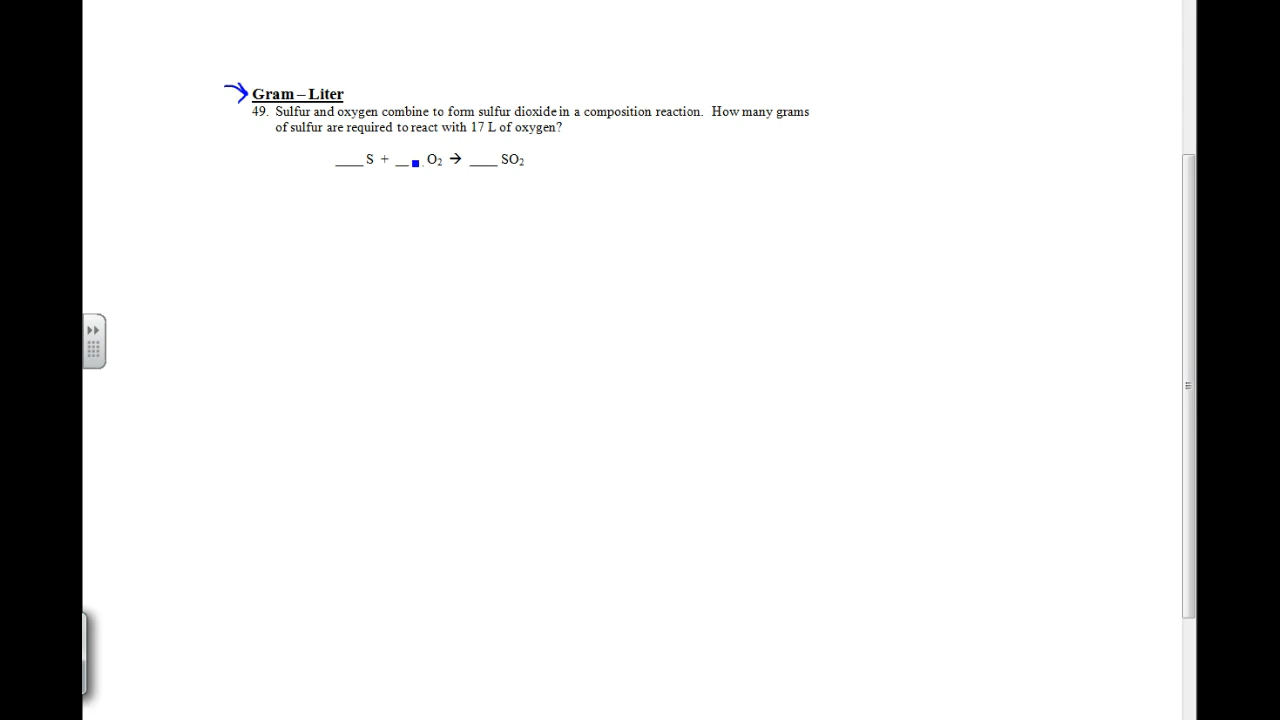 Gram – Liter
49. Sulfur and oxygen combine to form sulfur dioxide in a composition reaction. How many grams
of sulfur are required to react with 17 L of oxygen?
____ S + __ . O₂ → ____ SO₂